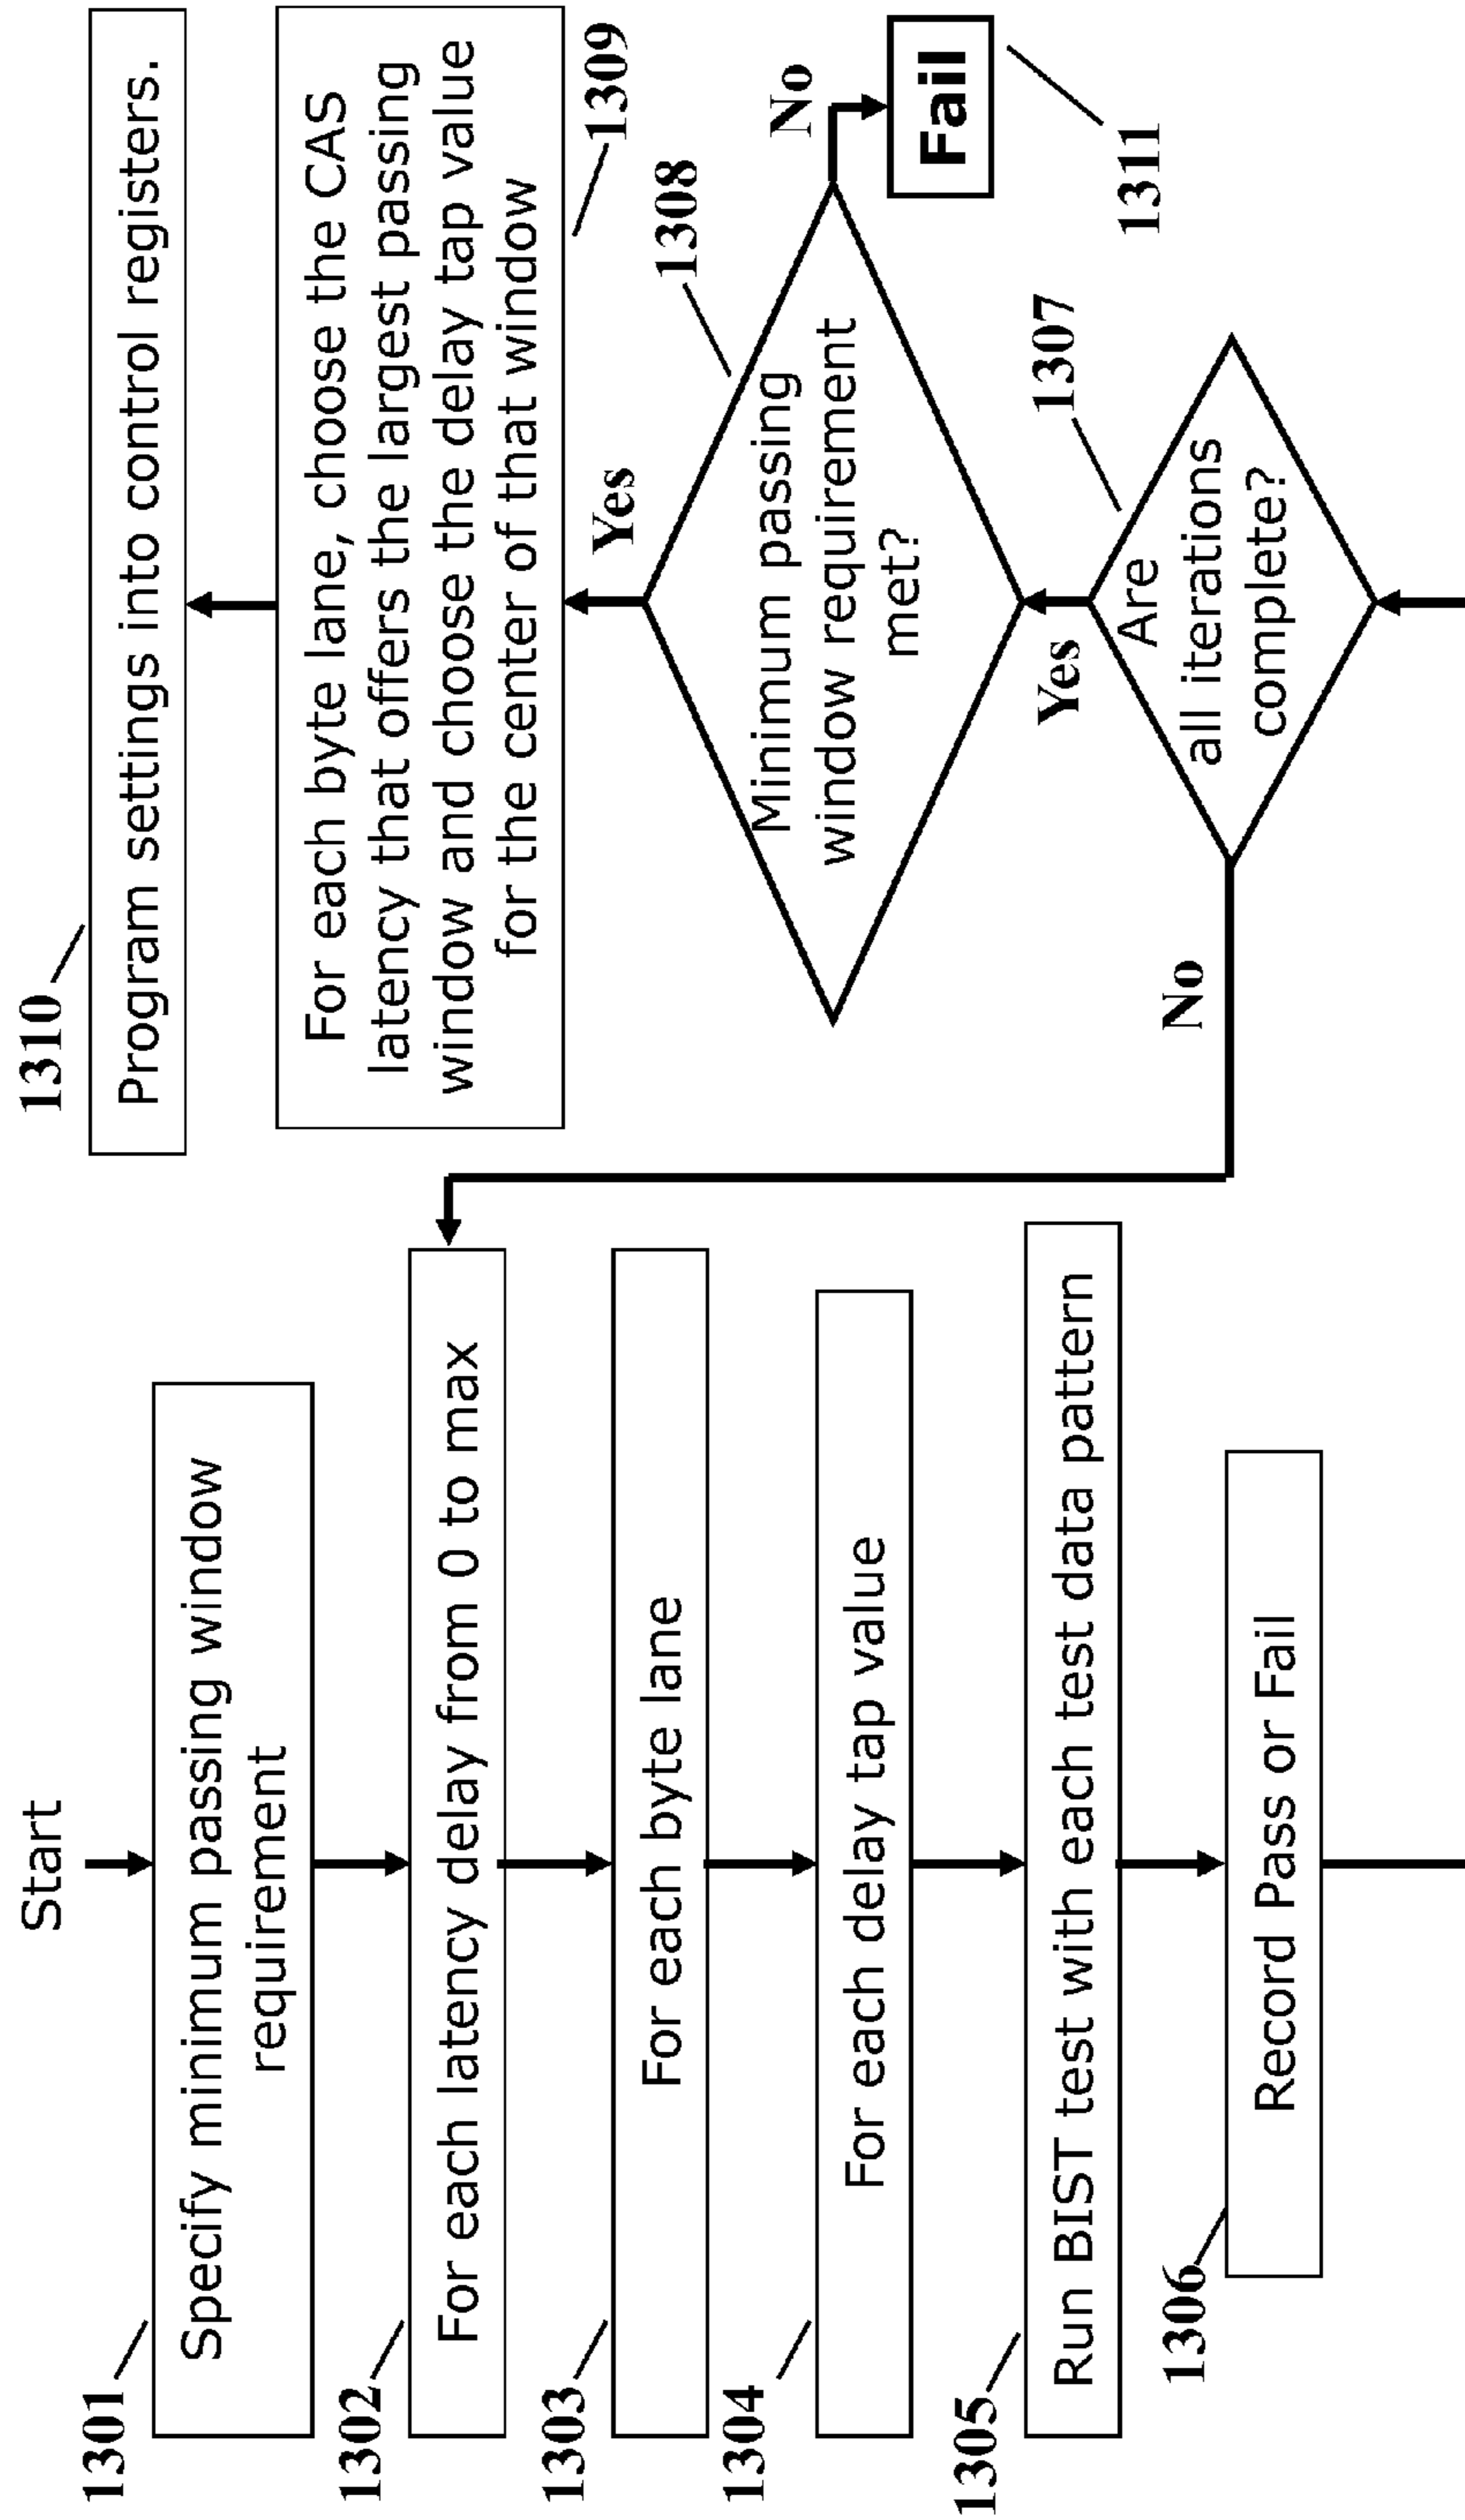 Start
1301
Specify minimum passing window
requirement
1302
For each latency delay from 0 to max
1303
For each byte lane
1304
For each delay tap value
1305
Run BIST test with each test data pattern
1306
Record Pass or Fail
1310
Program settings into control registers.
For each byte lane, choose the CAS
latency that offers the largest passing
window and choose the delay tap value
for the center of that window
1309
Yes
1308
Minimum passing
window requirement
met?
No
Fail
1311
Yes
1307
Are
all iterations
complete?
No